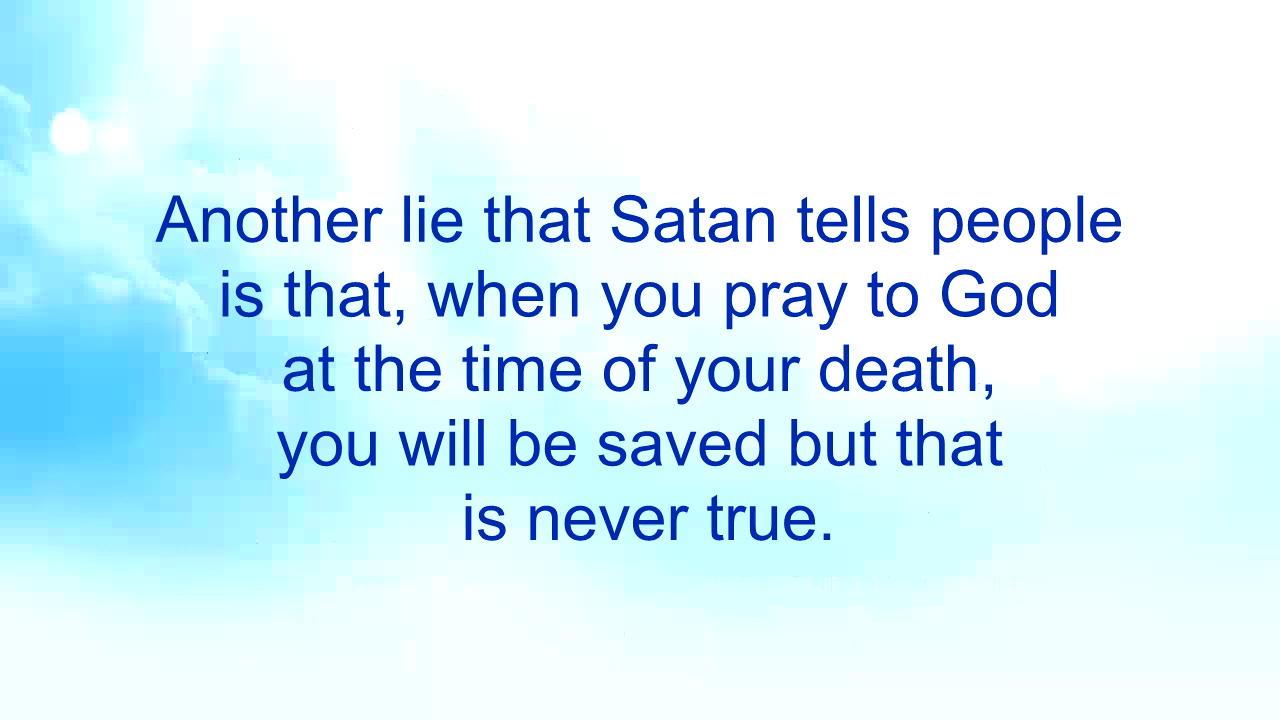 Another lie that Satan tells people
is that, when you pray to God
at the time of your death,
you will be saved but that
is never true.